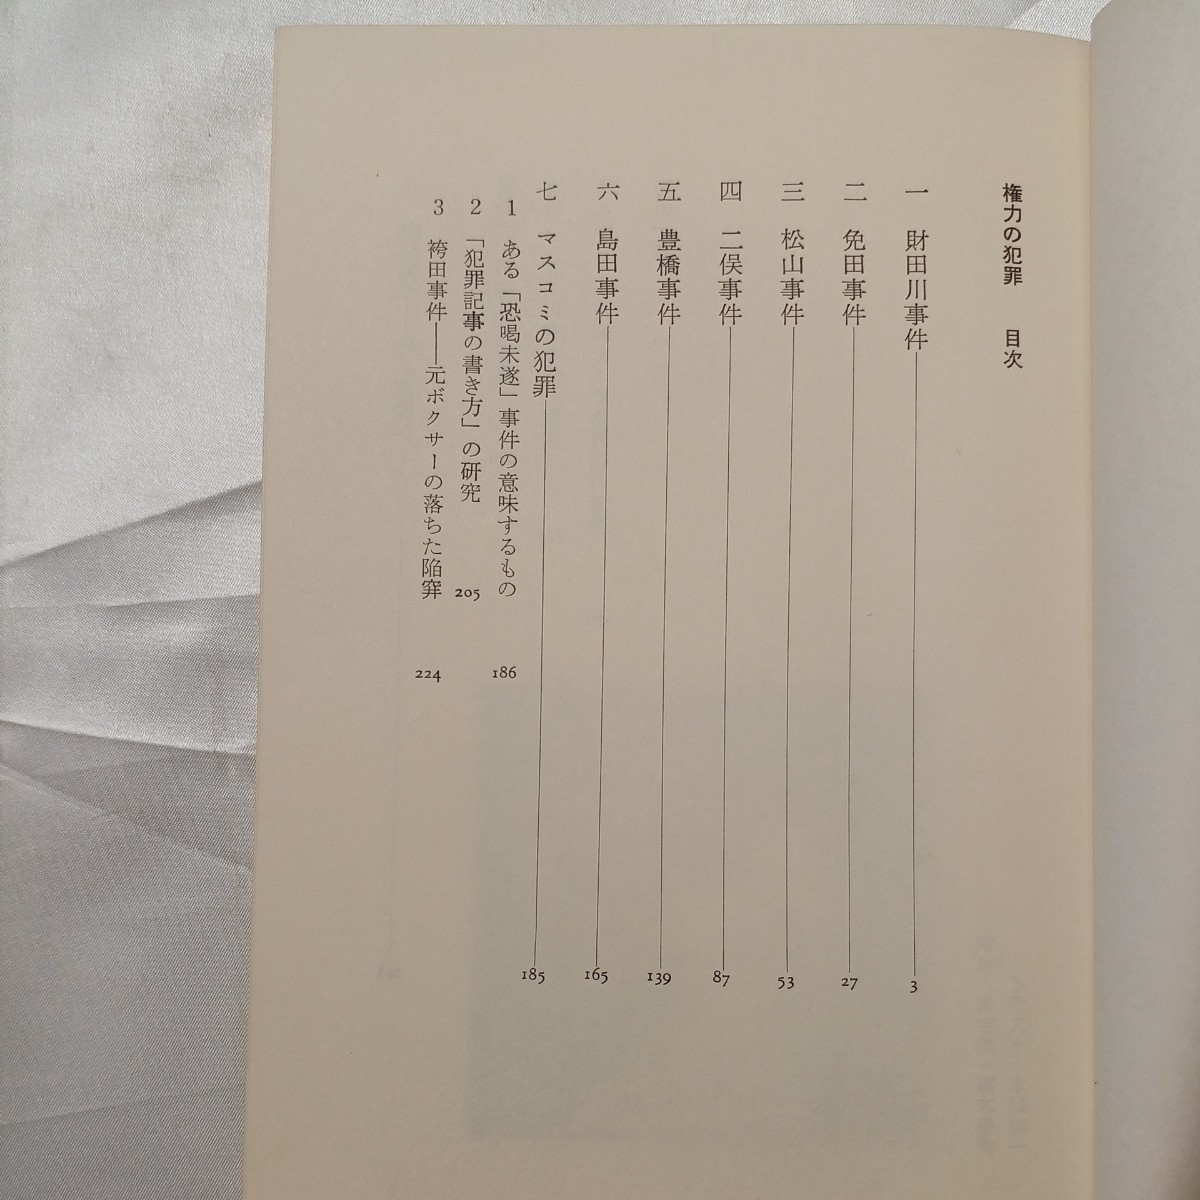 権力の犯罪　目次
一　財田川事件 3
二　免田事件 27
三　松山事件 53
四　二俣事件 87
五　豊橋事件 139
六　島田事件 165
七　マスコミの犯罪 185
1　ある「恐喝未遂」事件の意味するもの 186
2　「犯罪記事の書き方」の研究 205
3　袴田事件――元ボクサーの落ちた陥穽 224